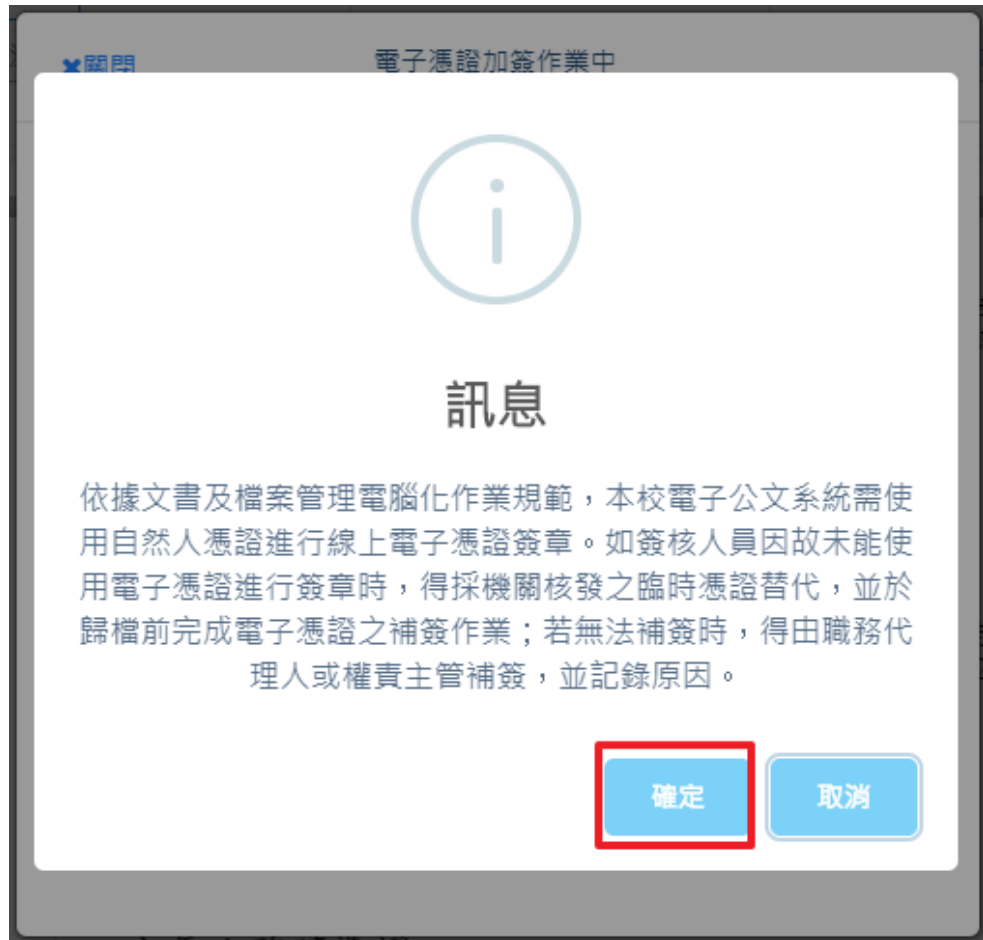 ✖關閉
電子憑證加簽作業中
訊息
依據文書及檔案管理電腦化作業規範，本校電子公文系統需使
用自然人憑證進行線上電子憑證簽章。如簽核人員因故未能使
用電子憑證進行簽章時，得採機關核發之臨時憑證替代，並於
歸檔前完成電子憑證之補簽作業；若無法補簽時，得由職務代
理人或權責主管補簽，並記錄原因。
確定
取消